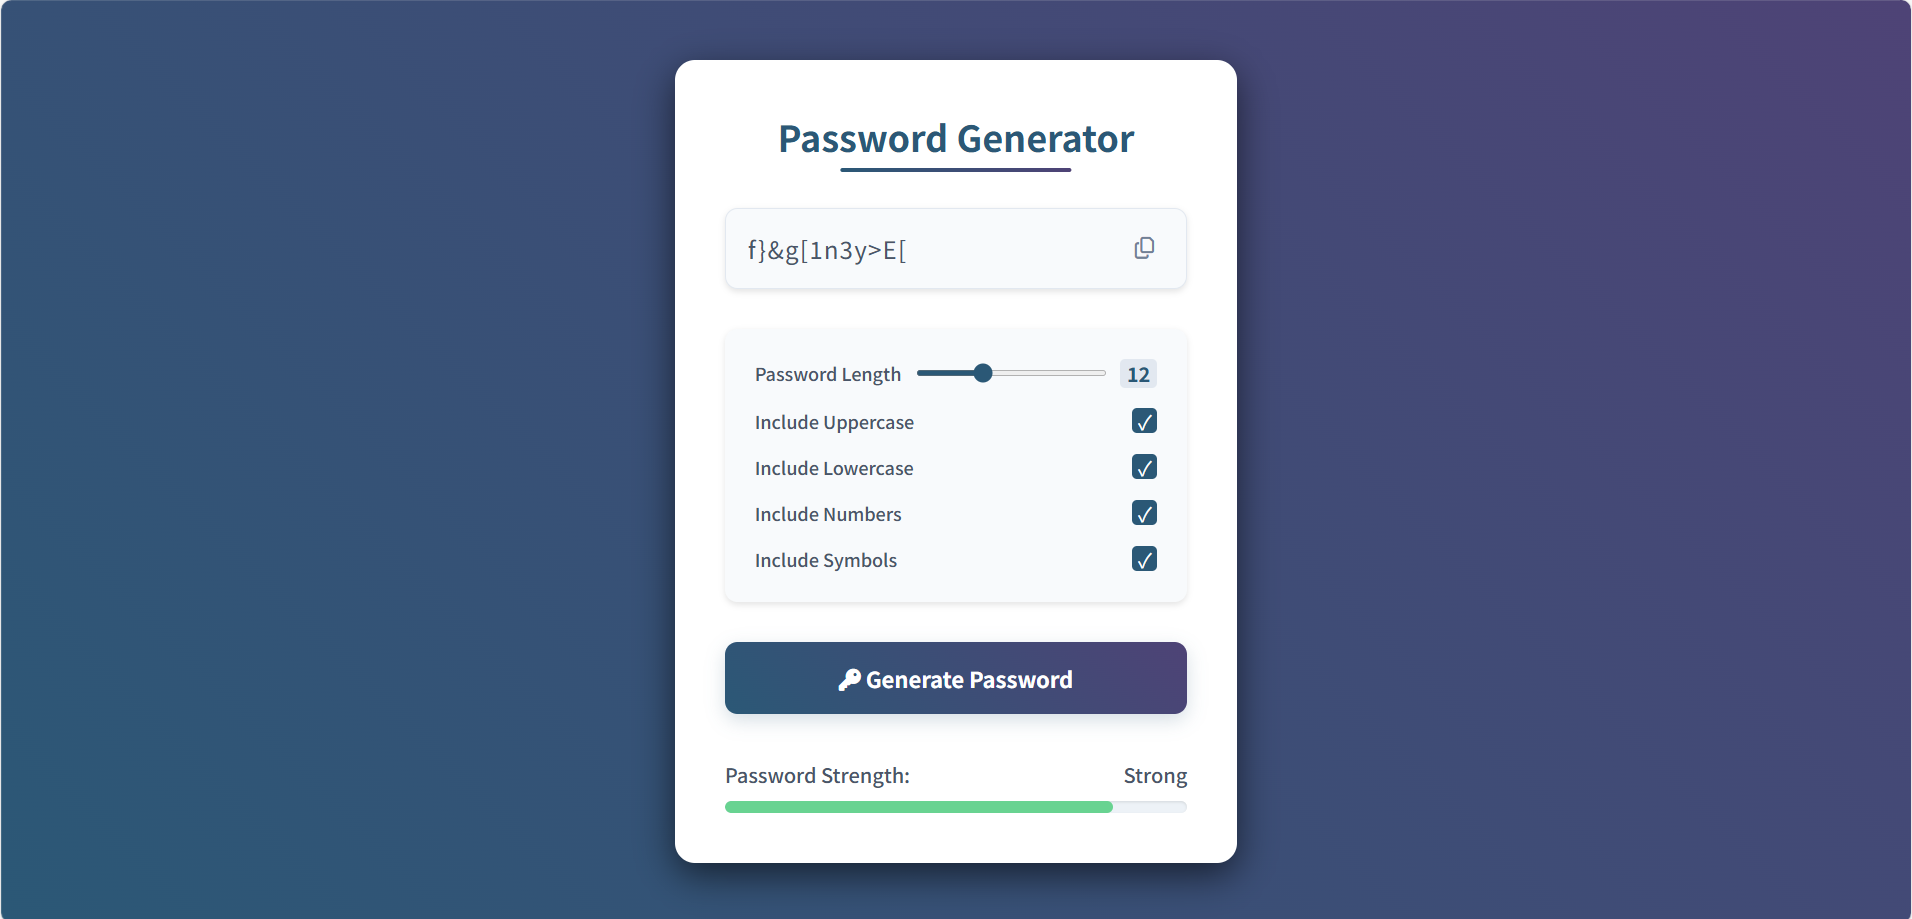 Password Generator
f}&g[1n3y>E[
Password Length 12
Include Uppercase
Include Lowercase
Include Numbers
Include Symbols
Generate Password
Password Strength: Strong